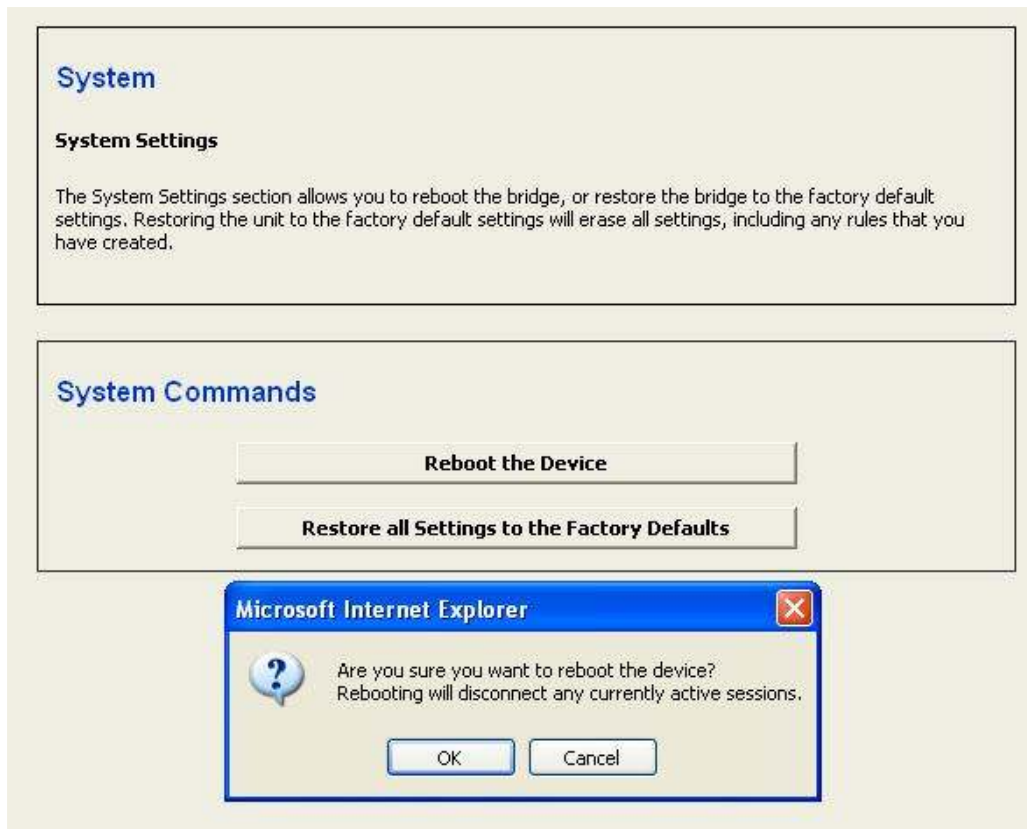 System
System Settings
The System Settings section allows you to reboot the bridge, or restore the bridge to the factory default
settings. Restoring the unit to the factory default settings will erase all settings, including any rules that you
have created.
System Commands
Reboot the Device
Restore all Settings to the Factory Defaults
Microsoft Internet Explorer
Are you sure you want to reboot the device?
Rebooting will disconnect any currently active sessions.
OK Cancel